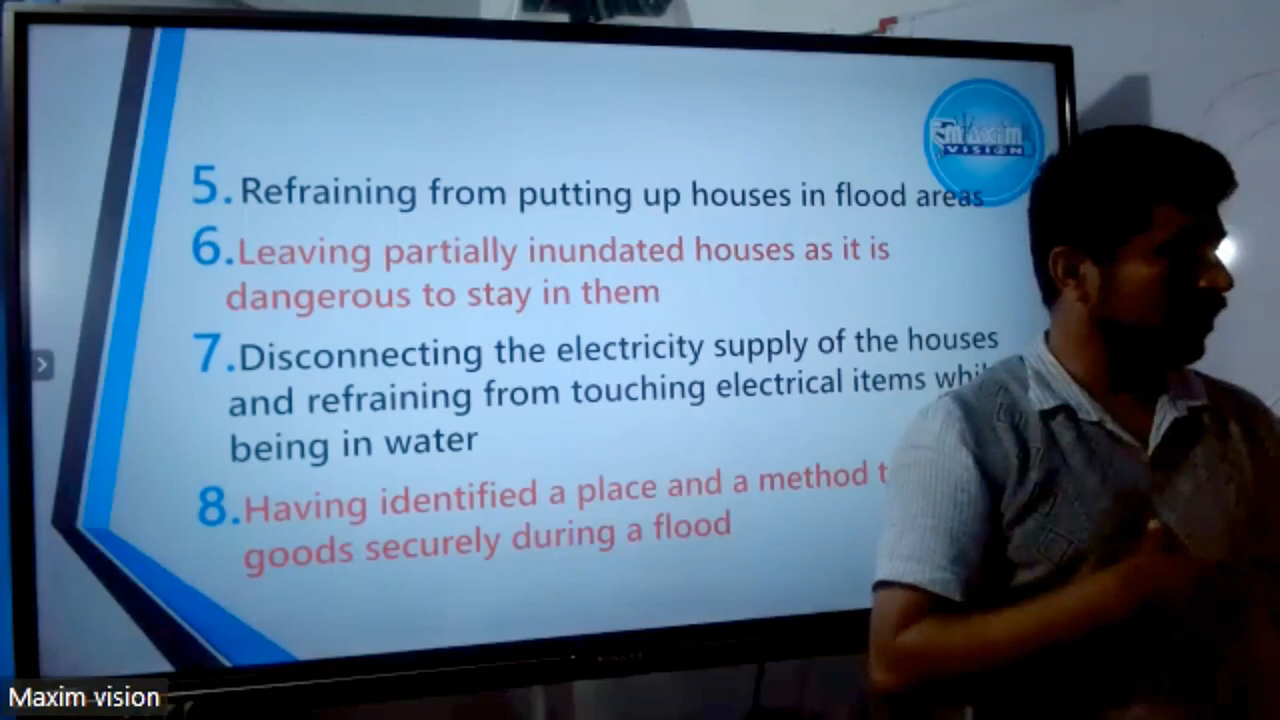 maxim
VISION
5. Refraining from putting up houses in flood areas
6. Leaving partially inundated houses as it is
dangerous to stay in them
7. Disconnecting the electricity supply of the houses
and refraining from touching electrical items
being in water
8. Having identified a place and a method
goods securely during a flood
Maxim vision